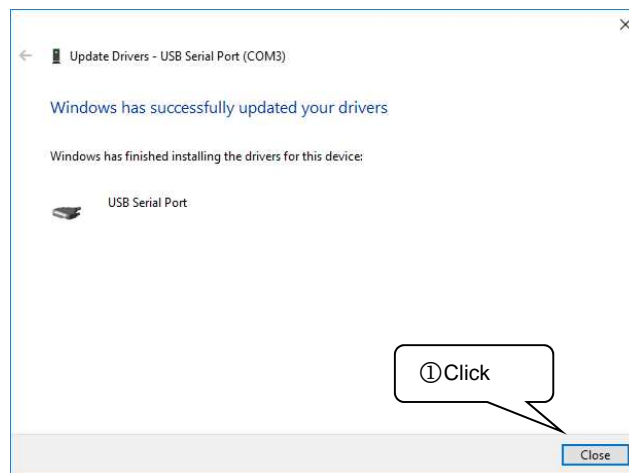 Update Drivers - USB Serial Port (COM3)
Windows has successfully updated your drivers
Windows has finished installing the drivers for this device:
USB Serial Port
①Click
Close